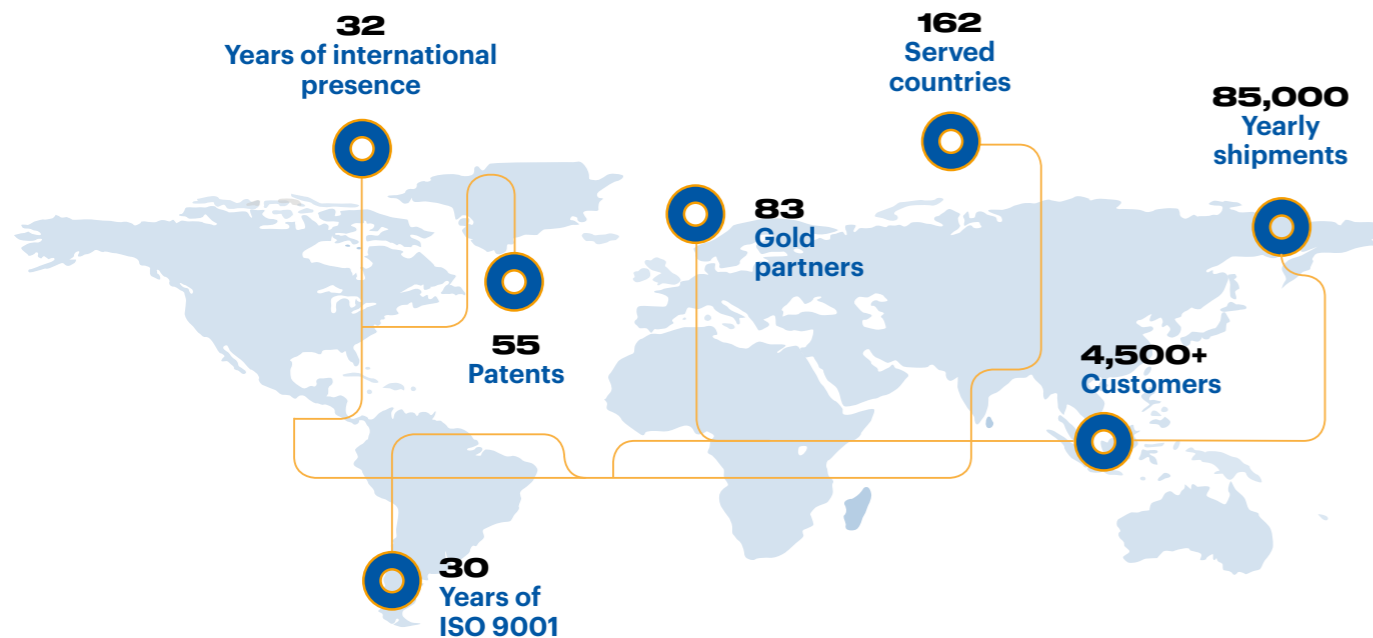 32
Years of international
presence
162
Served
countries
85,000
Yearly
shipments
83
Gold
partners
55
Patents
4,500+
Customers
30
Years of
ISO 9001